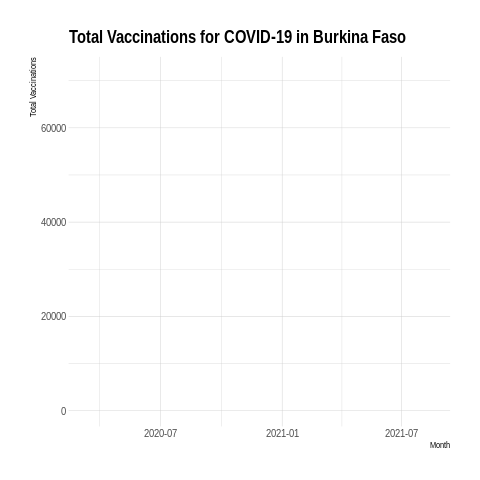 Total Vaccinations for COVID-19 in Burkina Faso
Total Vaccinations
60000
40000
20000
0
2020-07 2021-01 2021-07
Month